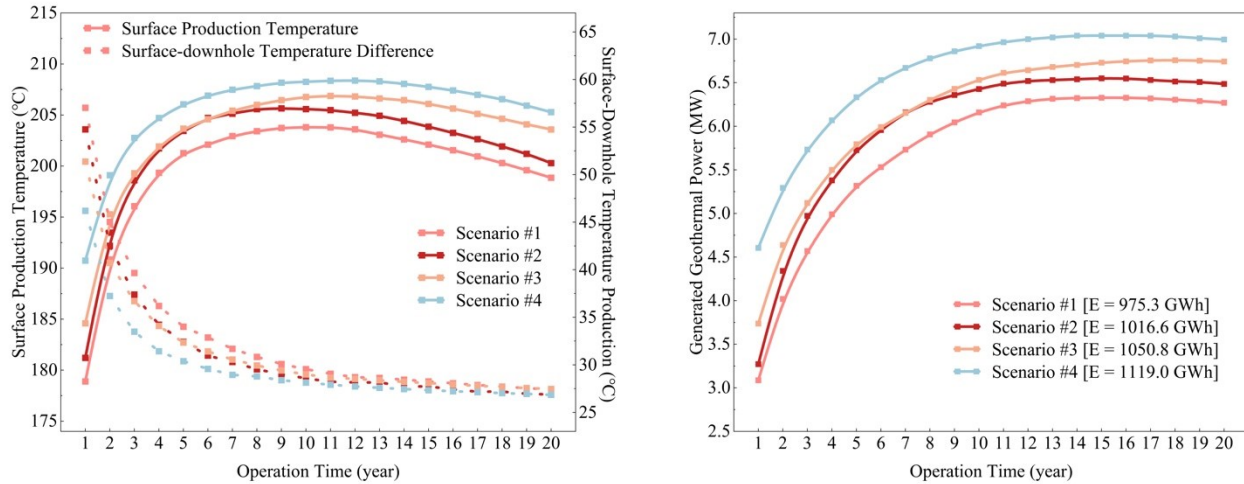 Surface Production Temperature (°C)
215
210
205
200
195
190
185
180
175
Surface Production Temperature
Surface-downhole Temperature Difference
Scenario #1
Scenario #2
Scenario #3
Scenario #4
65
60
55
50
45
40
35
30
25
Surface-Downhole Temperature Production (°C)
1 2 3 4 5 6 7 8 9 10 11 12 13 14 15 16 17 18 19 20
Operation Time (year)
Generated Geothermal Power (MW)
7.0
6.5
6.0
5.5
5.0
4.5
4.0
3.5
3.0
2.5
Scenario #1 [E = 975.3 GWh]
Scenario #2 [E = 1016.6 GWh]
Scenario #3 [E = 1050.8 GWh]
Scenario #4 [E = 1119.0 GWh]
1 2 3 4 5 6 7 8 9 10 11 12 13 14 15 16 17 18 19 20
Operation Time (year)